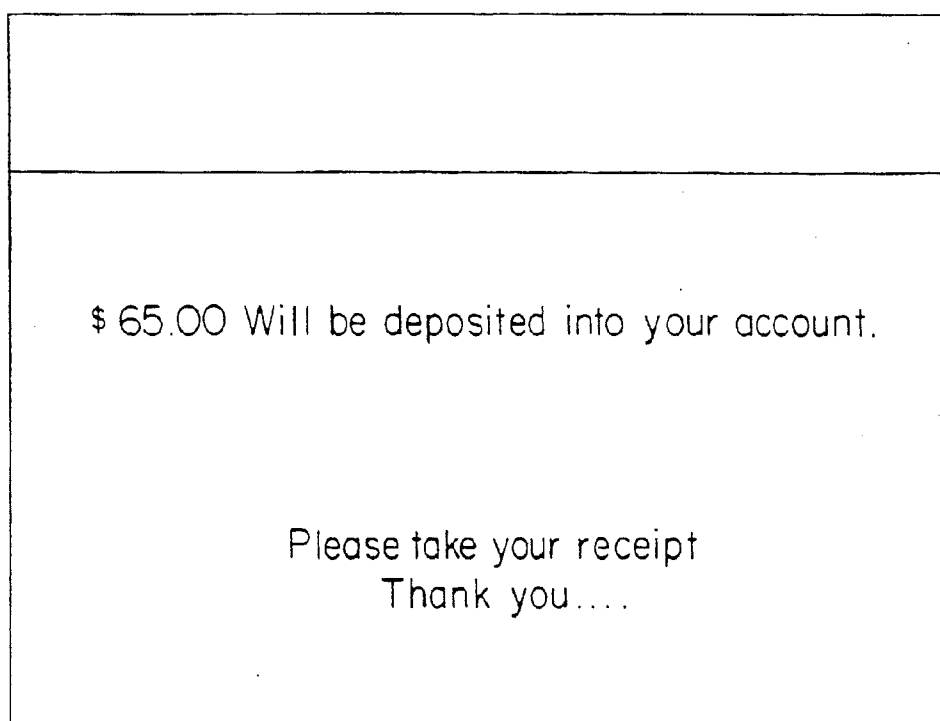 $ 65.00 Will be deposited into your account.
Please take your receipt
Thank you....